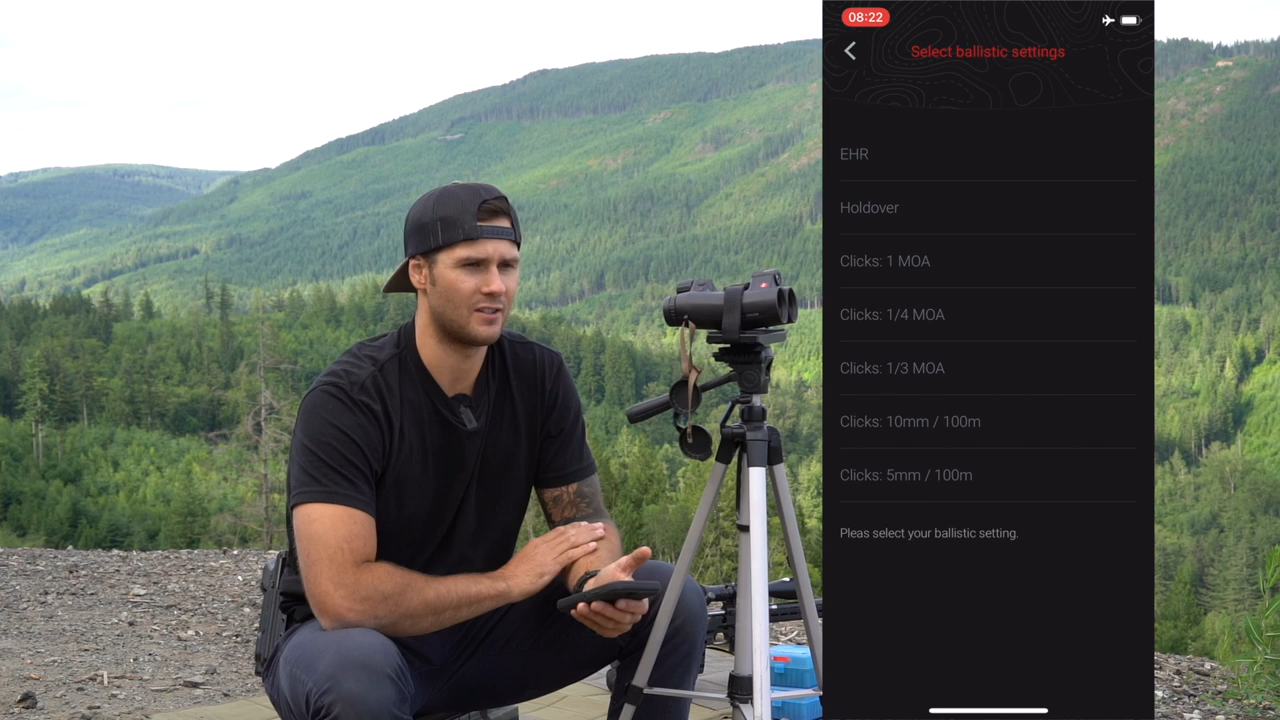 08:22
Select ballistic settings
EHR
Holdover
Clicks: 1 MOA
Clicks: 1/4 MOA
Clicks: 1/3 MOA
Clicks: 10mm / 100m
Clicks: 5mm / 100m
Pleas select your ballistic setting.